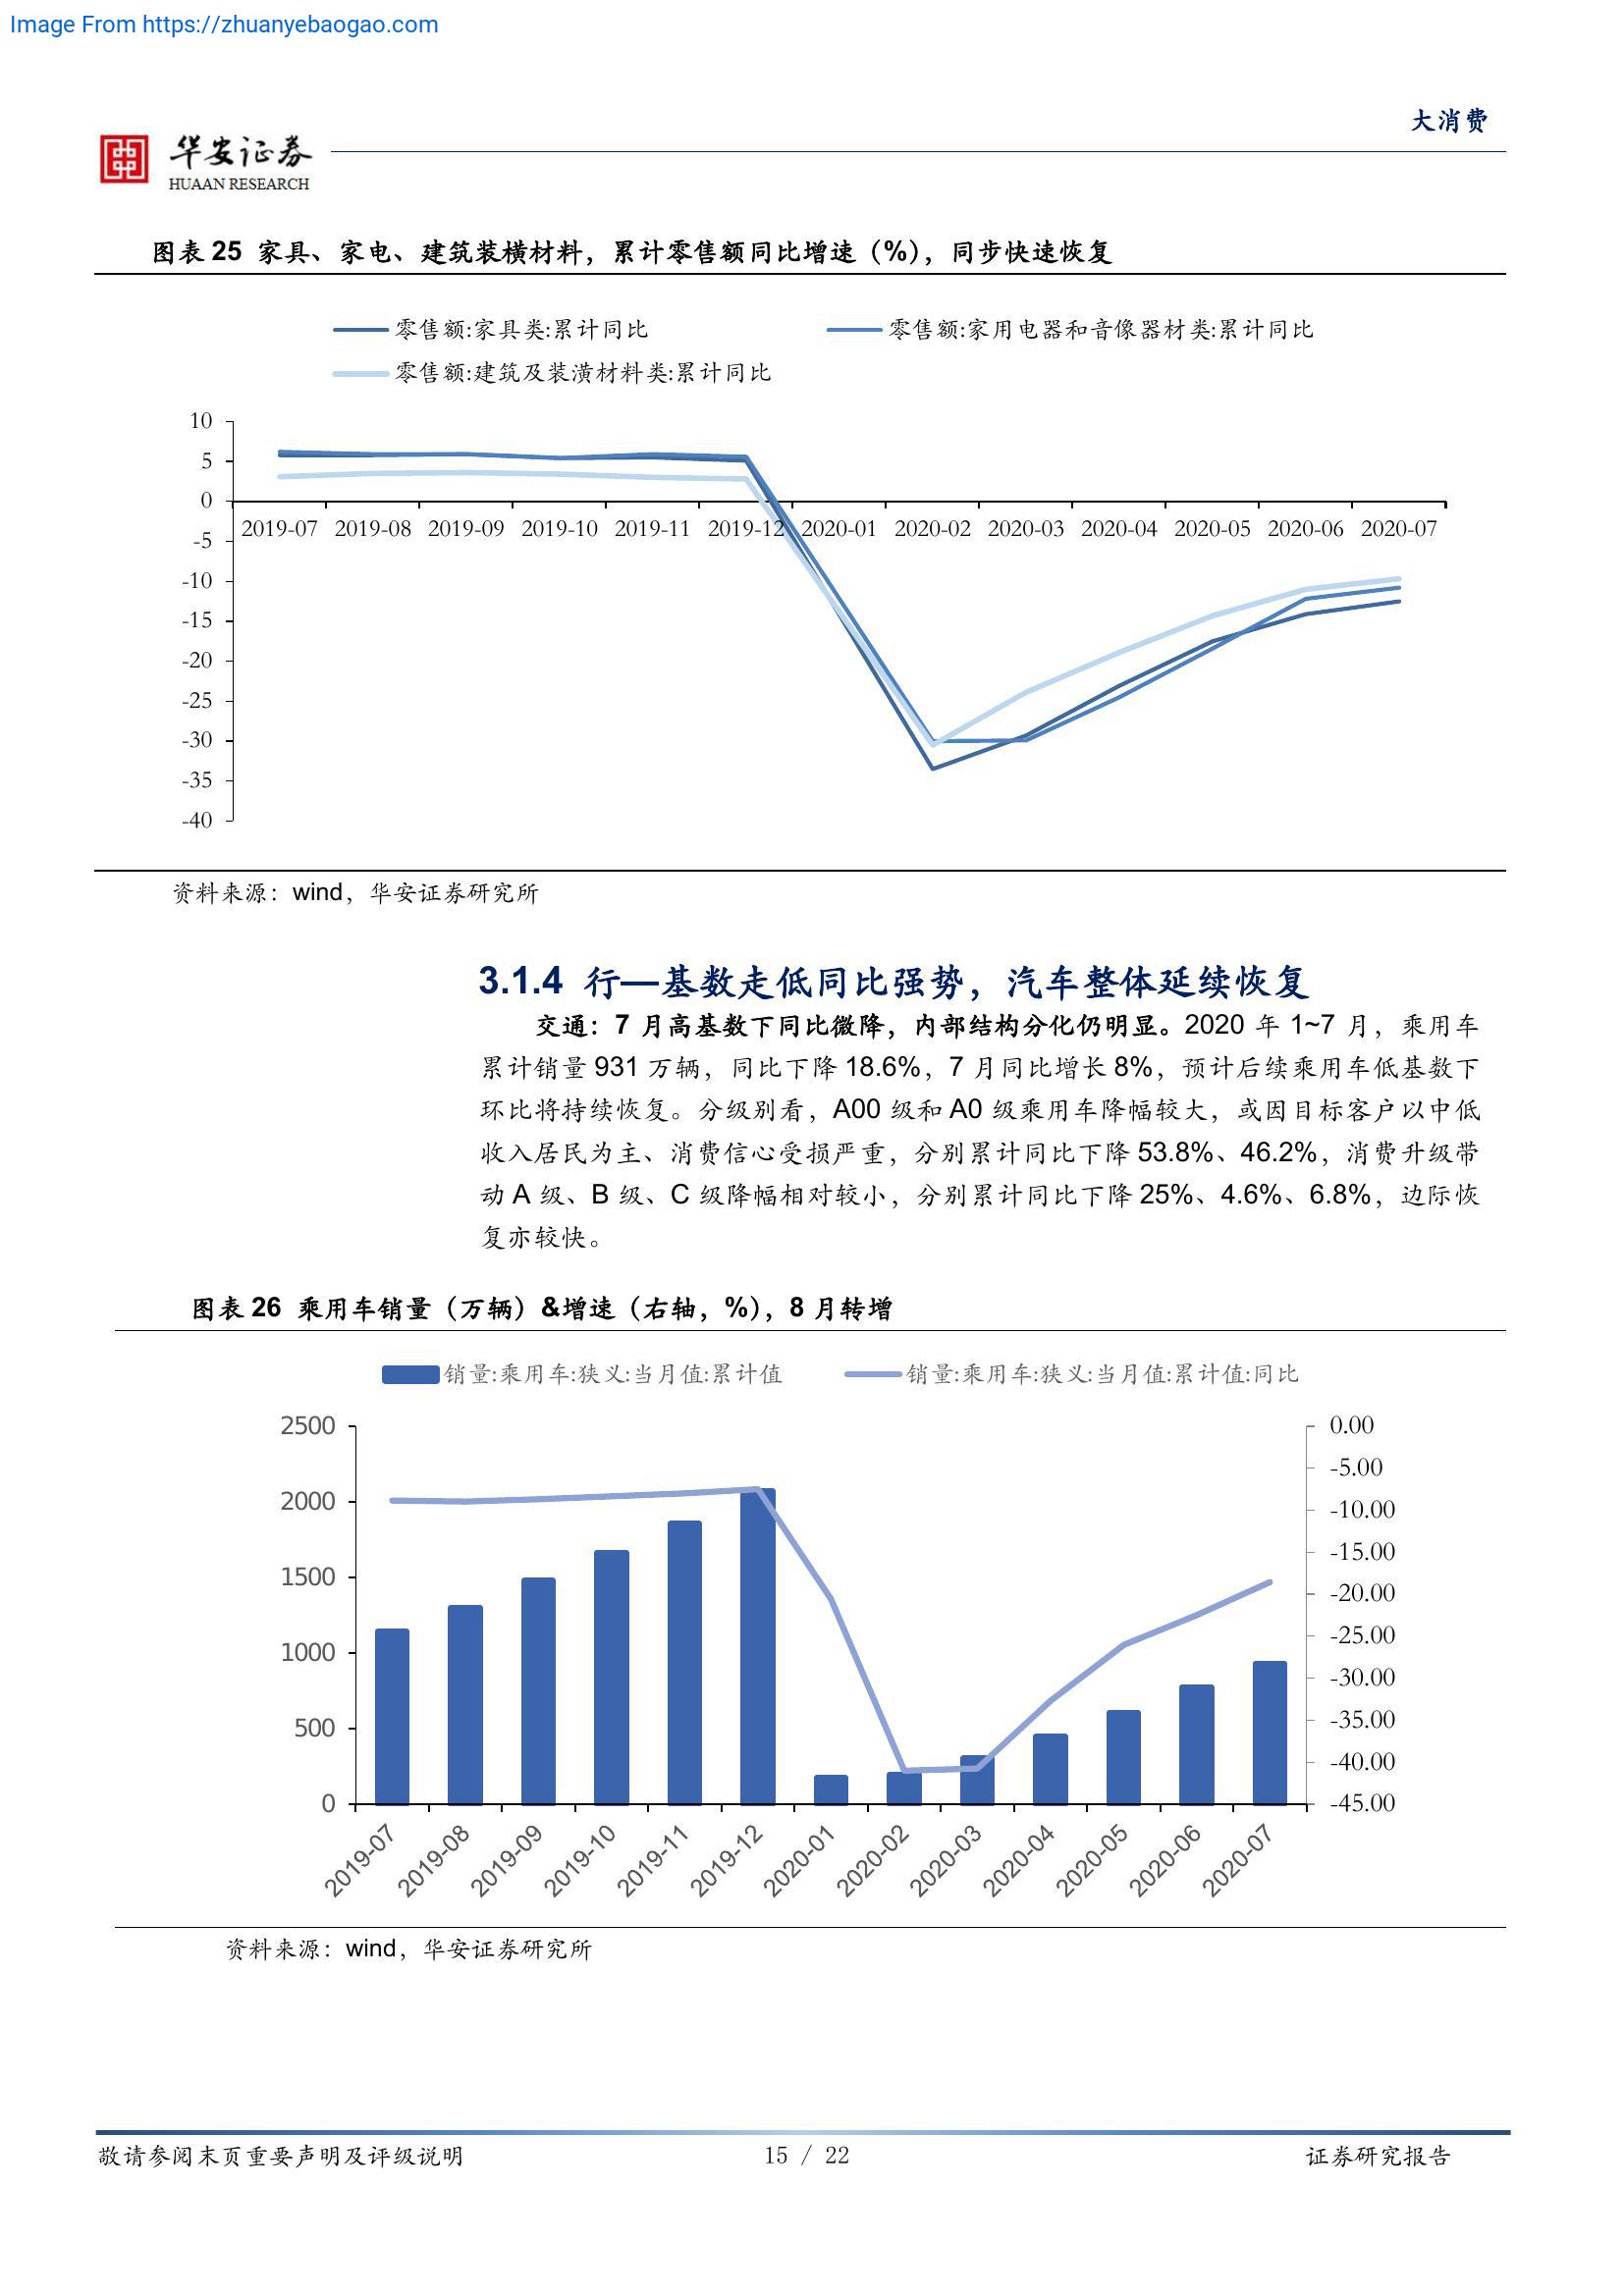 Image From https://zhuanyebaogao.com
大消费
华安证券
HUAAN RESEARCH
图表 25 家具、家电、建筑装横材料，累计零售额同比增速（%），同步快速恢复
零售额:家具类:累计同比 零售额:家用电器和音像器材类:累计同比
零售额:建筑及装潢材料类:累计同比
10
5
0
-5
-10
-15
-20
-25
-30
-35
-40
2019-07 2019-08 2019-09 2019-10 2019-11 2019-12 2020-01 2020-02 2020-03 2020-04 2020-05 2020-06 2020-07
资料来源：wind，华安证券研究所
3.1.4 行—基数走低同比强势，汽车整体延续恢复
交通：7 月高基数下同比微降，内部结构分化仍明显。2020 年 1~7 月，乘用车
累计销量 931 万辆，同比下降 18.6%，7 月同比增长 8%，预计后续乘用车低基数下
环比将持续恢复。分级别看，A00 级和 A0 级乘用车降幅较大，或因目标客户以中低
收入居民为主、消费信心受损严重，分别累计同比下降 53.8%、46.2%，消费升级带
动 A 级、B 级、C 级降幅相对较小，分别累计同比下降 25%、4.6%、6.8%，边际恢
复亦较快。
图表 26 乘用车销量（万辆）&增速（右轴，%），8 月转增
销量:乘用车:狭义:当月值:累计值 销量:乘用车:狭义:当月值:累计值:同比
2500
2000
1500
1000
500
0
0.00
-5.00
-10.00
-15.00
-20.00
-25.00
-30.00
-35.00
-40.00
-45.00
2019-07 2019-08 2019-09 2019-10 2019-11 2019-12 2020-01 2020-02 2020-03 2020-04 2020-05 2020-06 2020-07
资料来源：wind，华安证券研究所
敬请参阅末页重要声明及评级说明 15 / 22 证券研究报告